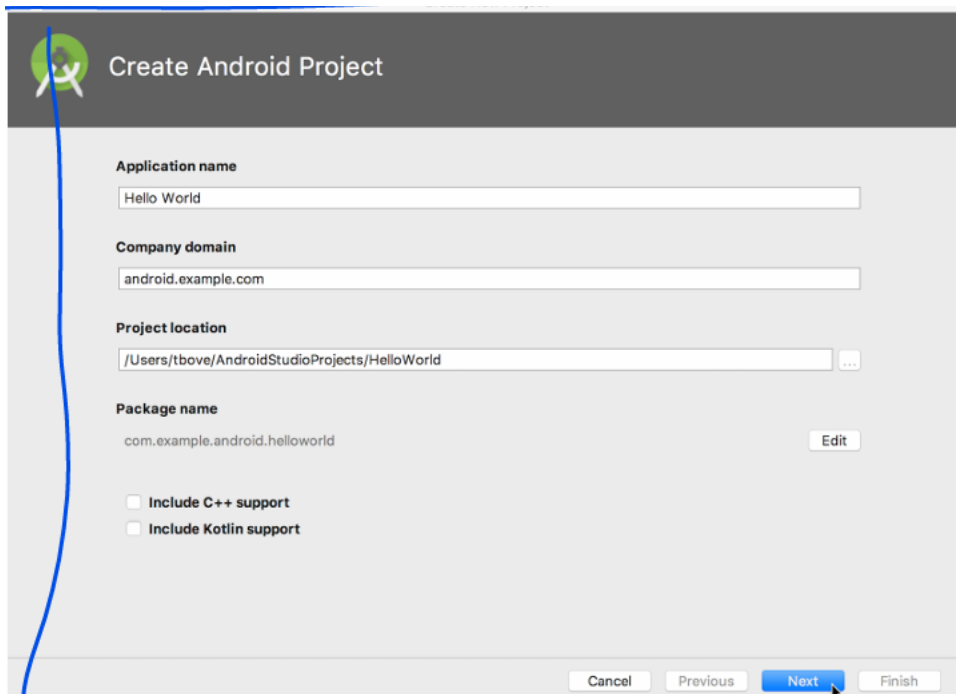 Create Android Project
Application name
Hello World
Company domain
android.example.com
Project location
/Users/tbove/AndroidStudioProjects/HelloWorld
...
Package name
com.example.android.helloworld
Edit
Include C++ support
Include Kotlin support
Cancel Previous Next Finish